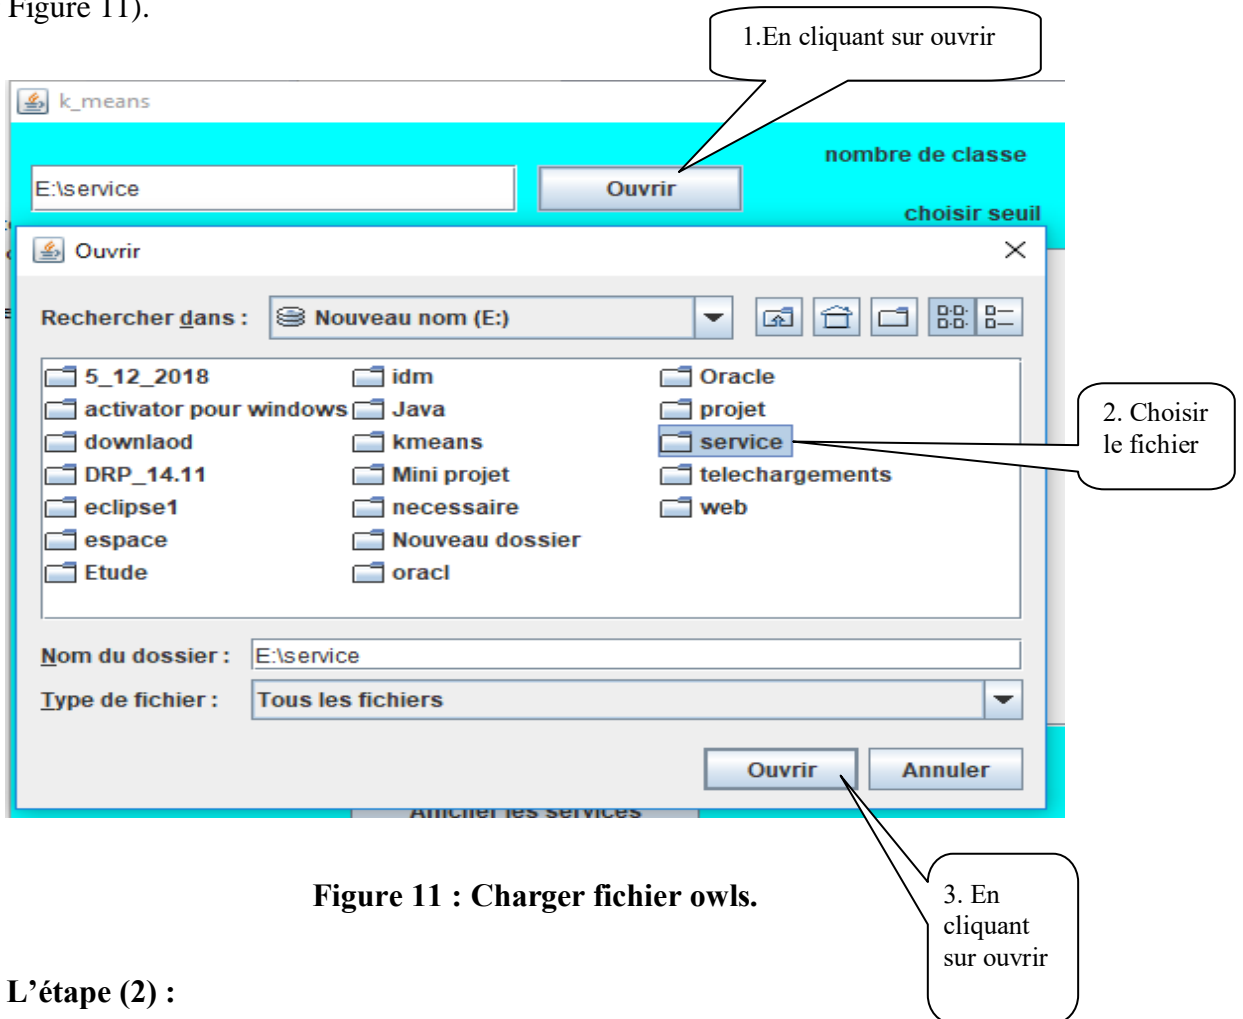 Figure 11).
1.En cliquant sur ouvrir
k_means
nombre de classe
E:\service
Ouvrir
choisir seuil
Ouvrir
Rechercher dans :
Nouveau nom (E:)
5_12_2018
idm
Oracle
activator pour windows
Java
projet
downlaod
kmeans
service
DRP_14.11
Mini projet
telechargements
eclipse1
necessaire
web
espace
Nouveau dossier
Etude
oracl
2. Choisir
le fichier
Nom du dossier :
E:\service
Type de fichier :
Tous les fichiers
Ouvrir
Annuler
Afficher les services
Figure 11 : Charger fichier owls.
3. En
cliquant
sur ouvrir
L’étape (2) :